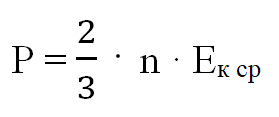 P = 2/3 · n · Eк ср